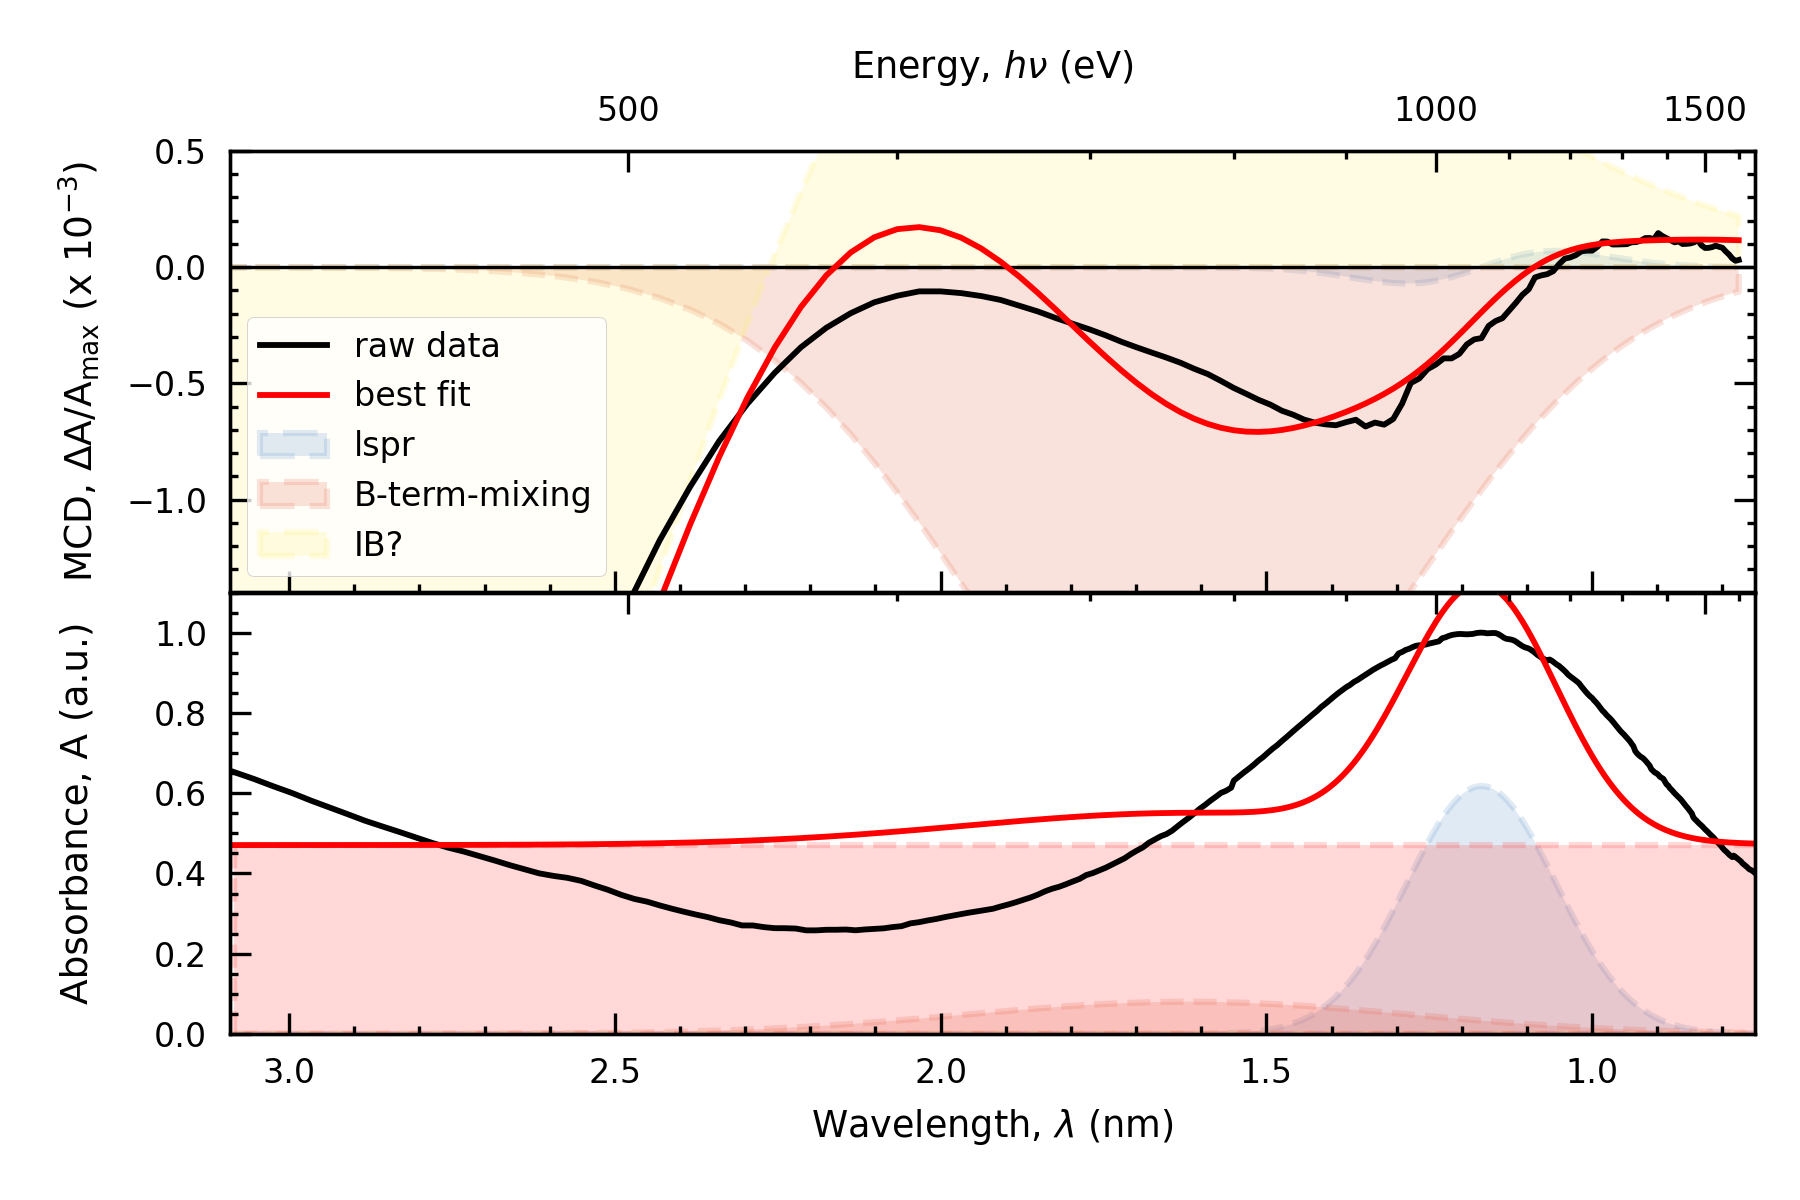 Energy, hν (eV)
500 1000 1500
MCD, ΔA/A_max (x 10⁻³)
0.5
0.0
−0.5
−1.0
raw data
best fit
lspr
B-term-mixing
IB?
Absorbance, A (a.u.)
1.0
0.8
0.6
0.4
0.2
0.0
3.0 2.5 2.0 1.5 1.0
Wavelength, λ (nm)